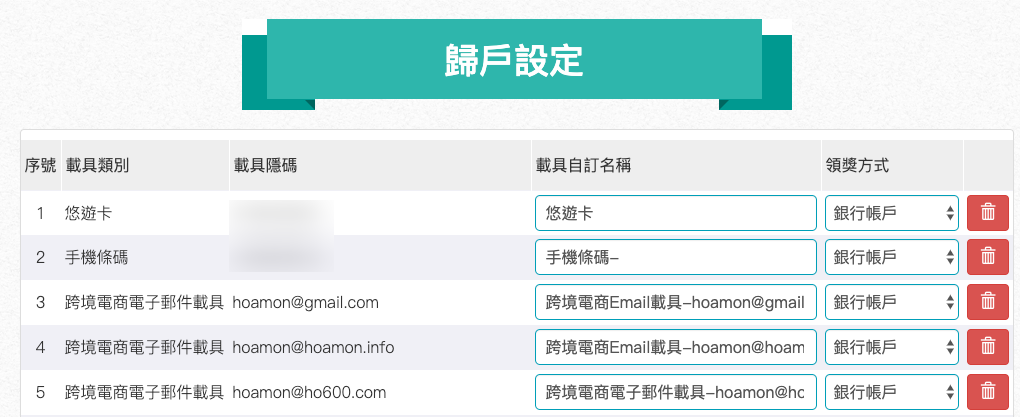 歸戶設定
序號 載具類別 載具隱碼 載具自訂名稱 領獎方式
1 悠遊卡 悠遊卡 銀行帳戶
2 手機條碼 手機條碼– 銀行帳戶
3 跨境電商電子郵件載具 hoamon@gmail.com 跨境電商Email載具–hoamon@gmail 銀行帳戶
4 跨境電商電子郵件載具 hoamon@hoamon.info 跨境電商Email載具–hoamon@hoam 銀行帳戶
5 跨境電商電子郵件載具 hoamon@ho600.com 跨境電商電子郵件載具–hoamon@ho 銀行帳戶